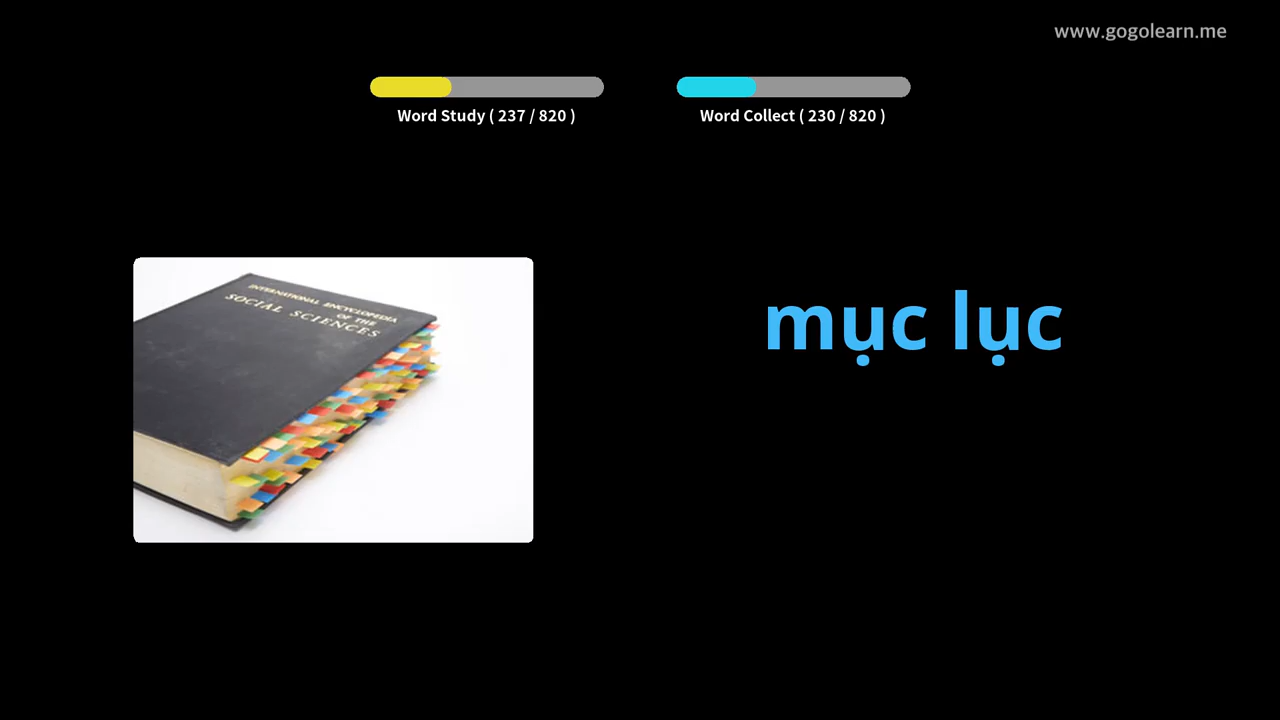 www.gogolearn.me
Word Study ( 237 / 820 )
Word Collect ( 230 / 820 )
INTERNATIONAL ENCYCLOPEDIA
OF THE
SOCIAL SCIENCES
mục lục